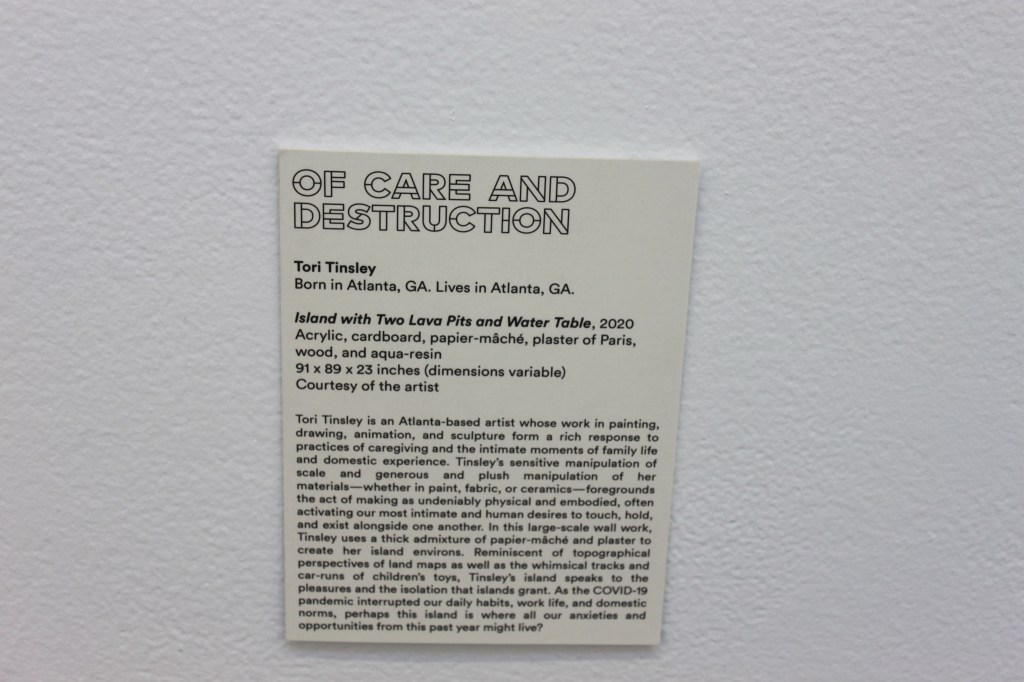 OF CARE AND
DESTRUCTION
Tori Tinsley
Born in Atlanta, GA. Lives in Atlanta, GA.
Island with Two Lava Pits and Water Table, 2020
Acrylic, cardboard, papier-mâché, plaster of Paris,
wood, and aqua-resin
91 x 89 x 23 inches (dimensions variable)
Courtesy of the artist
Tori Tinsley is an Atlanta-based artist whose work in painting,
drawing, animation, and sculpture form a rich response to
practices of caregiving and the intimate moments of family life
and domestic experience. Tinsley's sensitive manipulation of
scale and generous and plush manipulation of her
materials—whether in paint, fabric, or ceramics—foregrounds
the act of making as undeniably physical and embodied, often
activating our most intimate and human desires to touch, hold,
and exist alongside one another. In this large-scale wall work,
Tinsley uses a thick admixture of papier-mâché and plaster to
create her island environs. Reminiscent of topographical
perspectives of land maps as well as the whimsical tracks and
car-runs of children's toys, Tinsley's island speaks to the
pleasures and the isolation that islands grant. As the COVID-19
pandemic interrupted our daily habits, work life, and domestic
norms, perhaps this island is where all our anxieties and
opportunities from this past year might live?